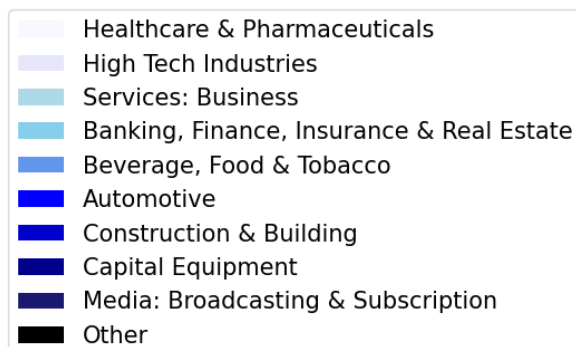 Healthcare & Pharmaceuticals
High Tech Industries
Services: Business
Banking, Finance, Insurance & Real Estate
Beverage, Food & Tobacco
Automotive
Construction & Building
Capital Equipment
Media: Broadcasting & Subscription
Other